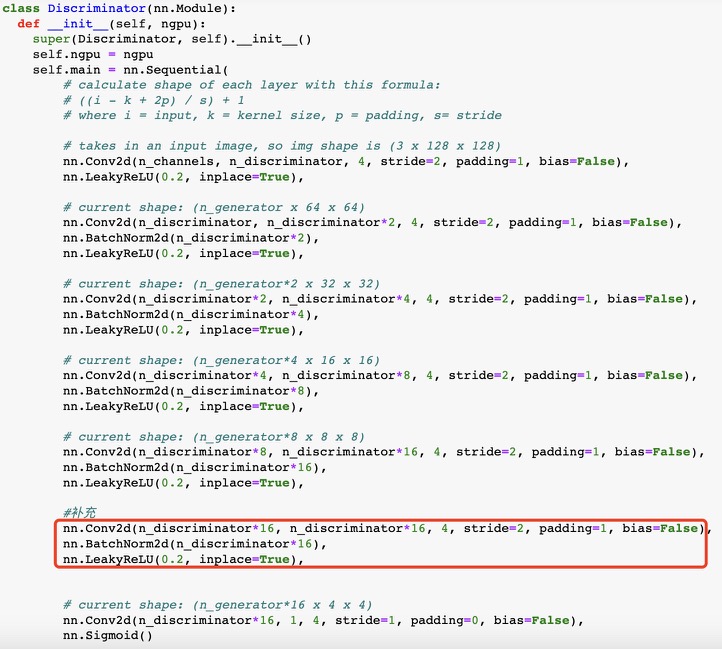 class Discriminator(nn.Module):
def __init__(self, ngpu):
super(Discriminator, self).__init__()
self.ngpu = ngpu
self.main = nn.Sequential(
# calculate shape of each layer with this formula:
# ((i - k + 2p) / s) + 1
# where i = input, k = kernel size, p = padding, s= stride
# takes in an input image, so img shape is (3 x 128 x 128)
nn.Conv2d(n_channels, n_discriminator, 4, stride=2, padding=1, bias=False),
nn.LeakyReLU(0.2, inplace=True),
# current shape: (n_generator x 64 x 64)
nn.Conv2d(n_discriminator, n_discriminator*2, 4, stride=2, padding=1, bias=False),
nn.BatchNorm2d(n_discriminator*2),
nn.LeakyReLU(0.2, inplace=True),
# current shape: (n_generator*2 x 32 x 32)
nn.Conv2d(n_discriminator*2, n_discriminator*4, 4, stride=2, padding=1, bias=False),
nn.BatchNorm2d(n_discriminator*4),
nn.LeakyReLU(0.2, inplace=True),
# current shape: (n_generator*4 x 16 x 16)
nn.Conv2d(n_discriminator*4, n_discriminator*8, 4, stride=2, padding=1, bias=False),
nn.BatchNorm2d(n_discriminator*8),
nn.LeakyReLU(0.2, inplace=True),
# current shape: (n_generator*8 x 8 x 8)
nn.Conv2d(n_discriminator*8, n_discriminator*16, 4, stride=2, padding=1, bias=False),
nn.BatchNorm2d(n_discriminator*16),
nn.LeakyReLU(0.2, inplace=True),
#补充
nn.Conv2d(n_discriminator*16, n_discriminator*16, 4, stride=2, padding=1, bias=False),
nn.BatchNorm2d(n_discriminator*16),
nn.LeakyReLU(0.2, inplace=True),
# current shape: (n_generator*16 x 4 x 4)
nn.Conv2d(n_discriminator*16, 1, 4, stride=1, padding=0, bias=False),
nn.Sigmoid()